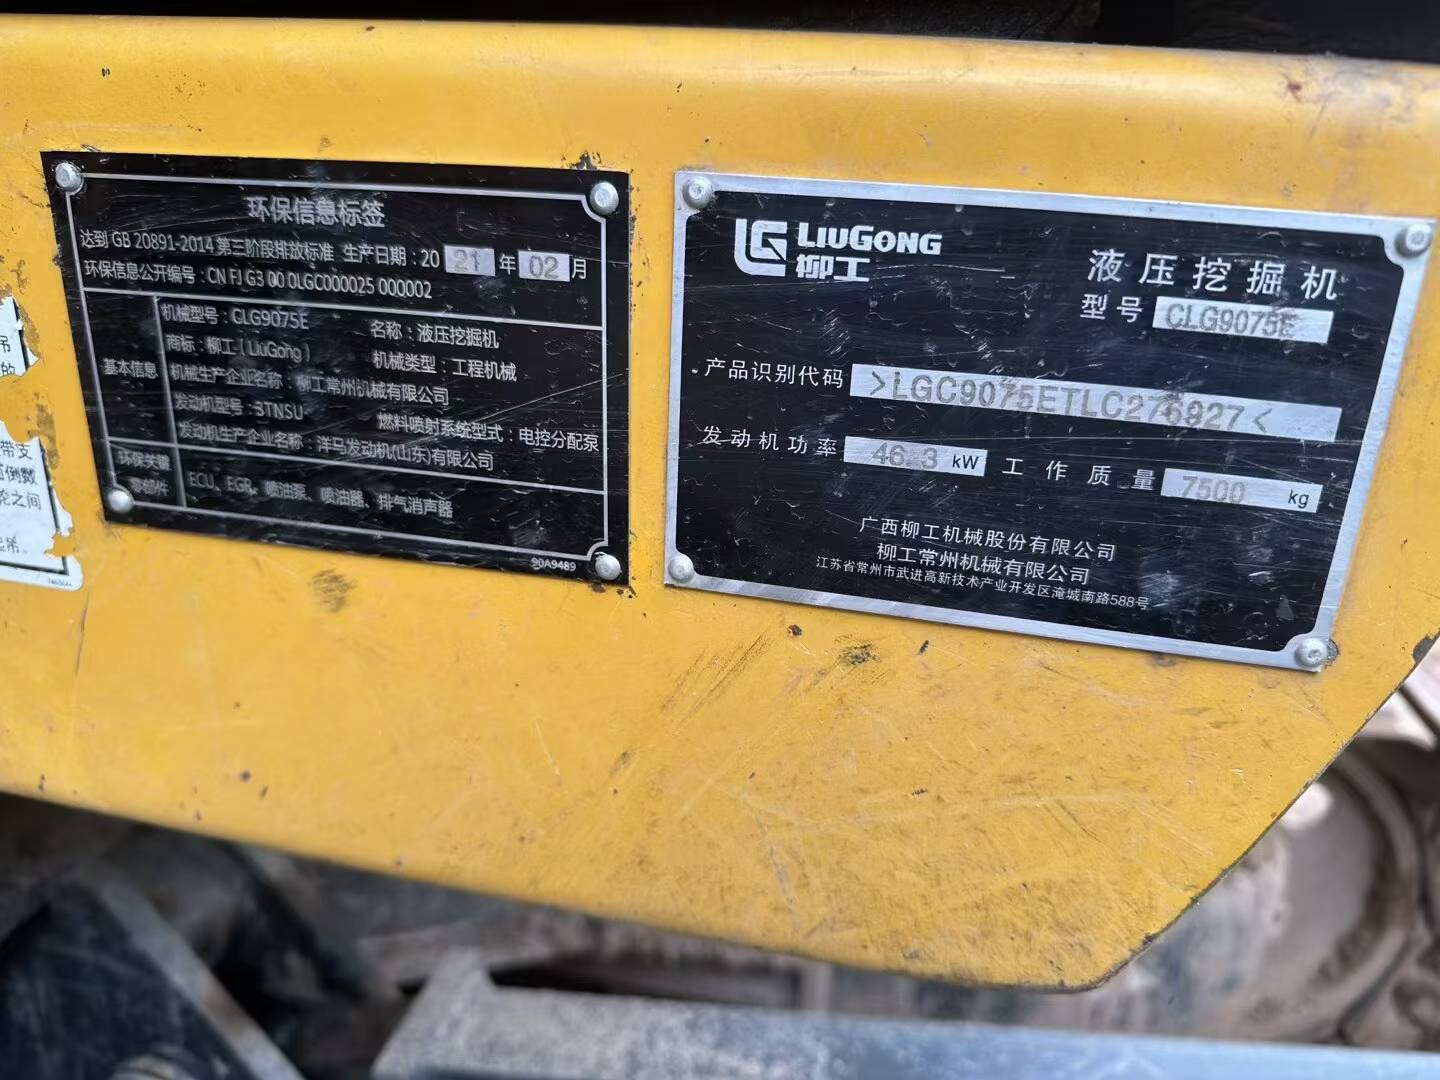 环保信息标签
达到 GB 20891-2014 第三阶段排放标准 生产日期：20 21 年 02 月
环保信息公开编号：CN FJ G3 00 0LGC000025 000002
基本信息
机械型号：CLG9075E 名称：液压挖掘机
商标：柳工（LiuGong） 机械类型：工程机械
机械生产企业名称：柳工常州机械有限公司
发动机型号：3TNSU 燃料喷射系统型式：电控分配泵
发动机生产企业名称：洋马发动机(山东)有限公司
环保关键
零部件
ECU、EGR、喷油泵、喷油器、排气消声器
90A9489
LIUGONG
柳工
液压挖掘机
型号 CLG9075E
产品识别代码 >LGC9075ETLC276927<
发动机功率 46.3 kW 工作质量 7500 kg
广西柳工机械股份有限公司
柳工常州机械有限公司
江苏省常州市武进高新技术产业开发区淹城南路588号
吊
的
带支
倒数
轮之间
吊。